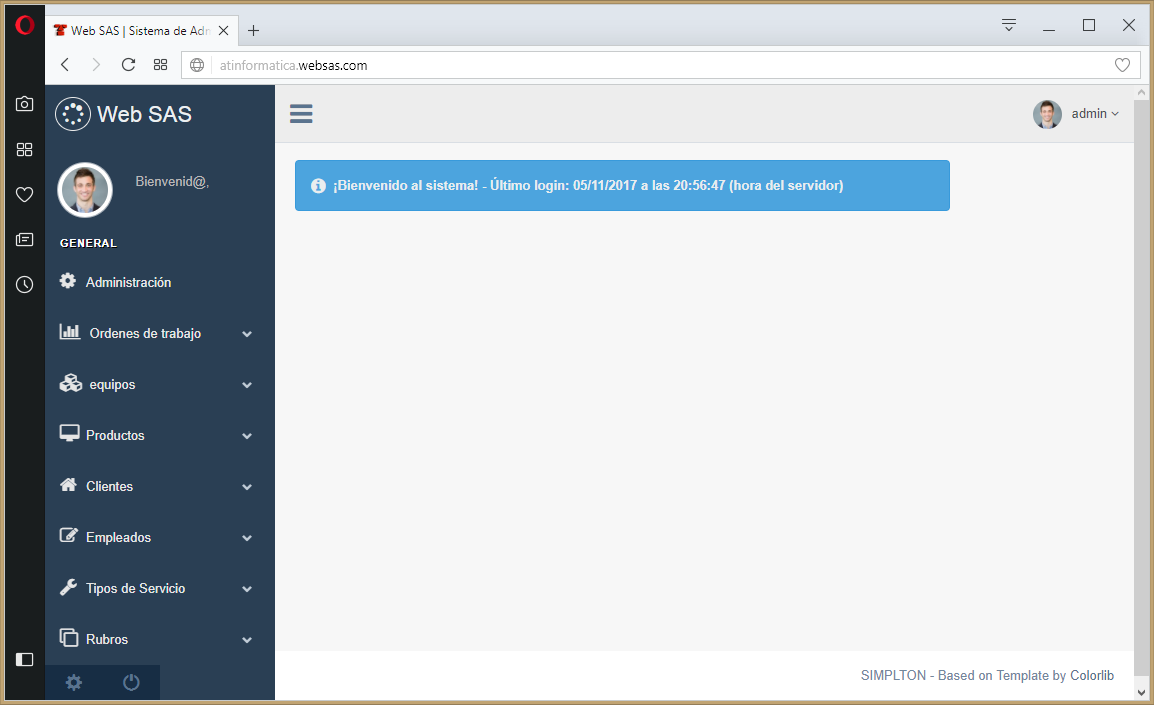 Web SAS | Sistema de Adm
atinformatica.websas.com
Web SAS
admin
Bienvenid@,
¡Bienvenido al sistema! - Último login: 05/11/2017 a las 20:56:47 (hora del servidor)
GENERAL
Administración
Ordenes de trabajo
equipos
Productos
Clientes
Empleados
Tipos de Servicio
Rubros
SIMPLTON - Based on Template by Colorlib